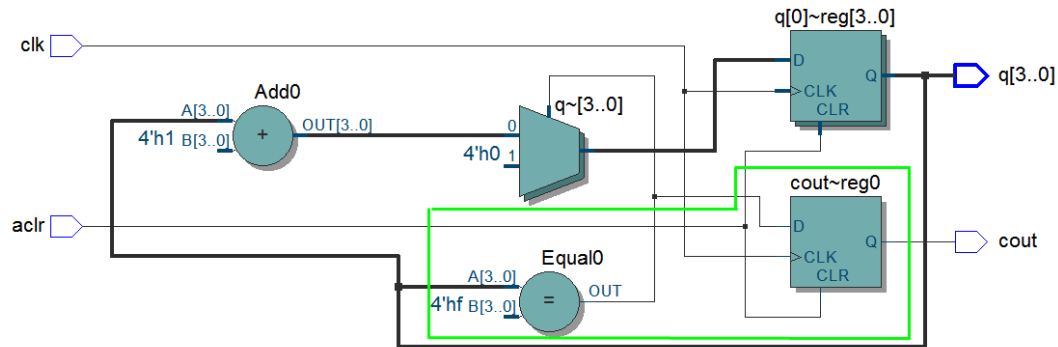 clk
q[0]~reg[3..0]
D
Q
CLK
CLR
q[3..0]
Add0
A[3..0]
4'h1 B[3..0]
+
OUT[3..0]
q~[3..0]
0
4'h0 1
aclr
cout~reg0
D
Q
CLK
CLR
cout
Equal0
A[3..0]
4'hf B[3..0]
=
OUT